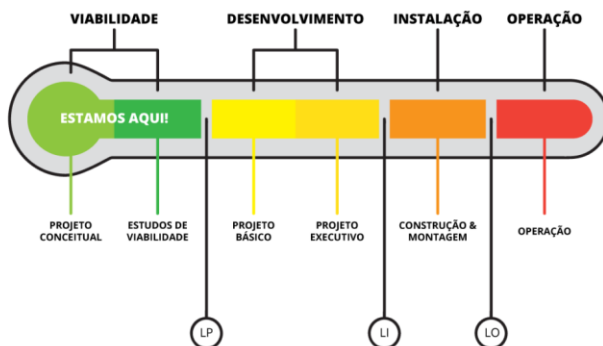 VIABILIDADE
DESENVOLVIMENTO
INSTALAÇÃO
OPERAÇÃO
ESTAMOS AQUI!
PROJETO
CONCEITUAL
ESTUDOS DE
VIABILIDADE
PROJETO
BÁSICO
PROJETO
EXECUTIVO
CONSTRUÇÃO &
MONTAGEM
OPERAÇÃO
LP
LI
LO